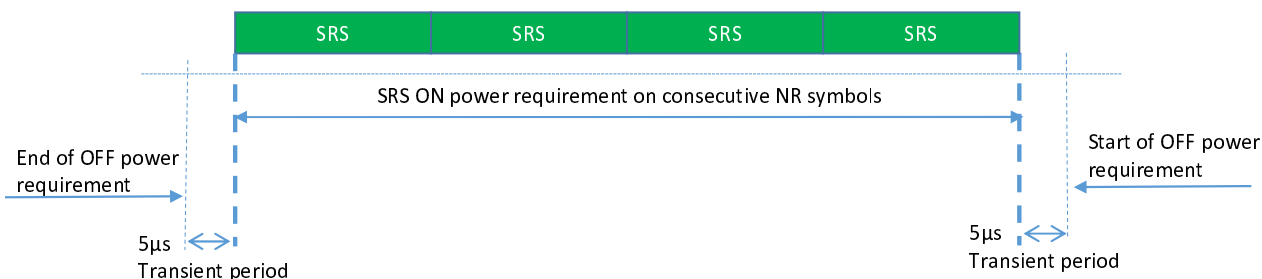 SRS SRS SRS SRS
SRS ON power requirement on consecutive NR symbols
End of OFF power
requirement
Start of OFF power
requirement
5µs
Transient period
5µs
Transient period